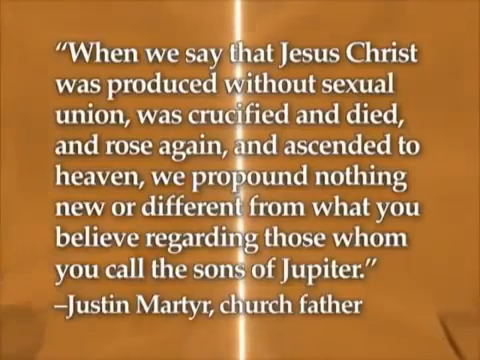 “When we say that Jesus Christ
was produced without sexual
union, was crucified and died,
and rose again, and ascended to
heaven, we propound nothing
new or different from what you
believe regarding those whom
you call the sons of Jupiter.”
–Justin Martyr, church father